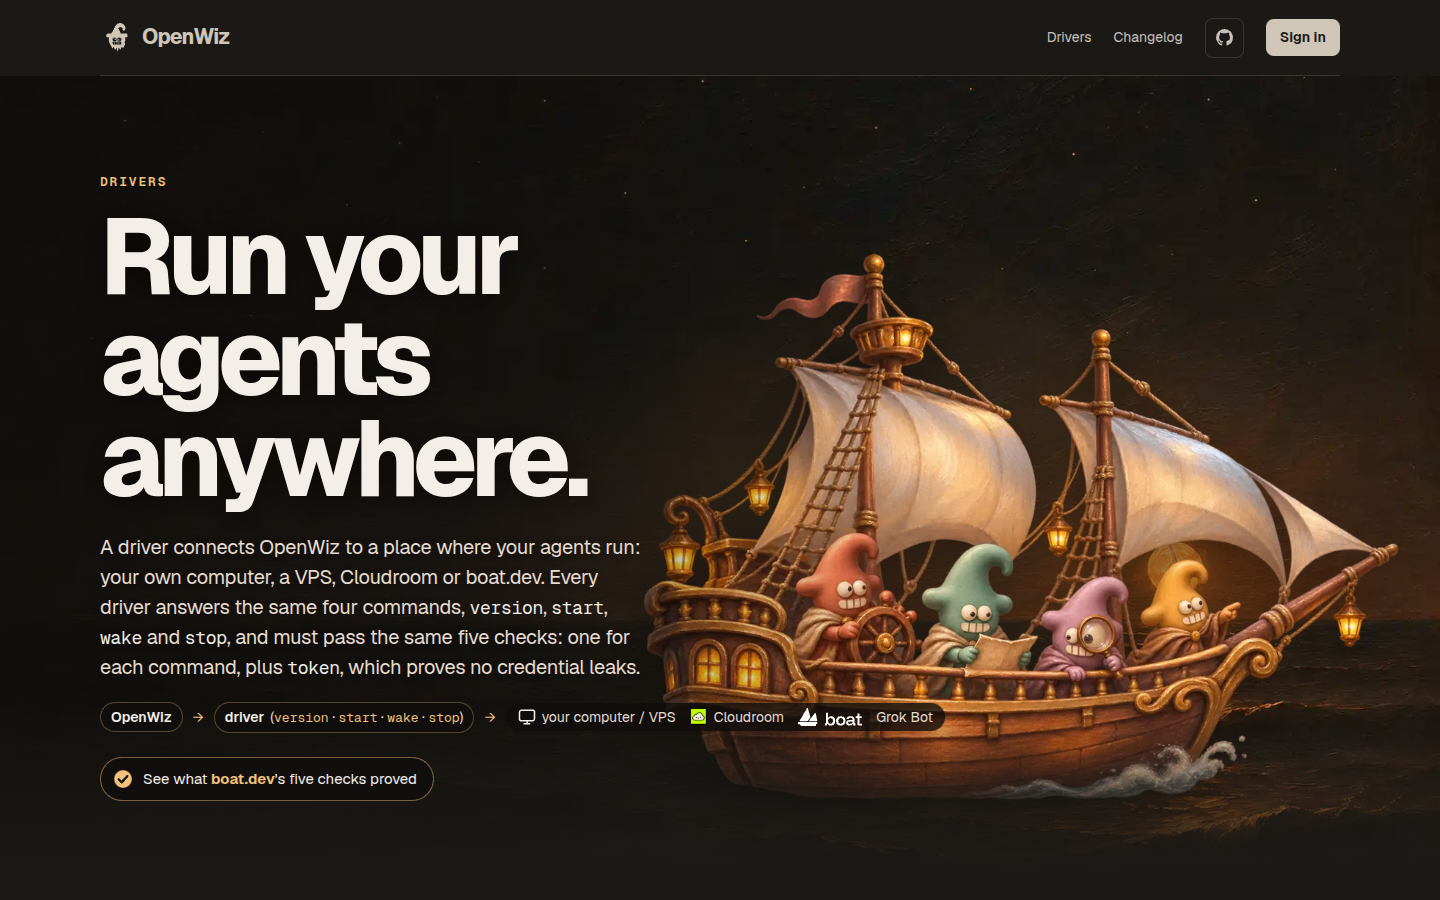 OpenWiz
Drivers
Changelog
Sign in
DRIVERS
Run your
agents
anywhere.
A driver connects OpenWiz to a place where your agents run:
your own computer, a VPS, Cloudroom or boat.dev. Every
driver answers the same four commands, version, start,
wake and stop, and must pass the same five checks: one for
each command, plus token, which proves no credential leaks.
OpenWiz → driver (version · start · wake · stop) → your computer / VPS Cloudroom boat Grok Bot
See what boat.dev's five checks proved